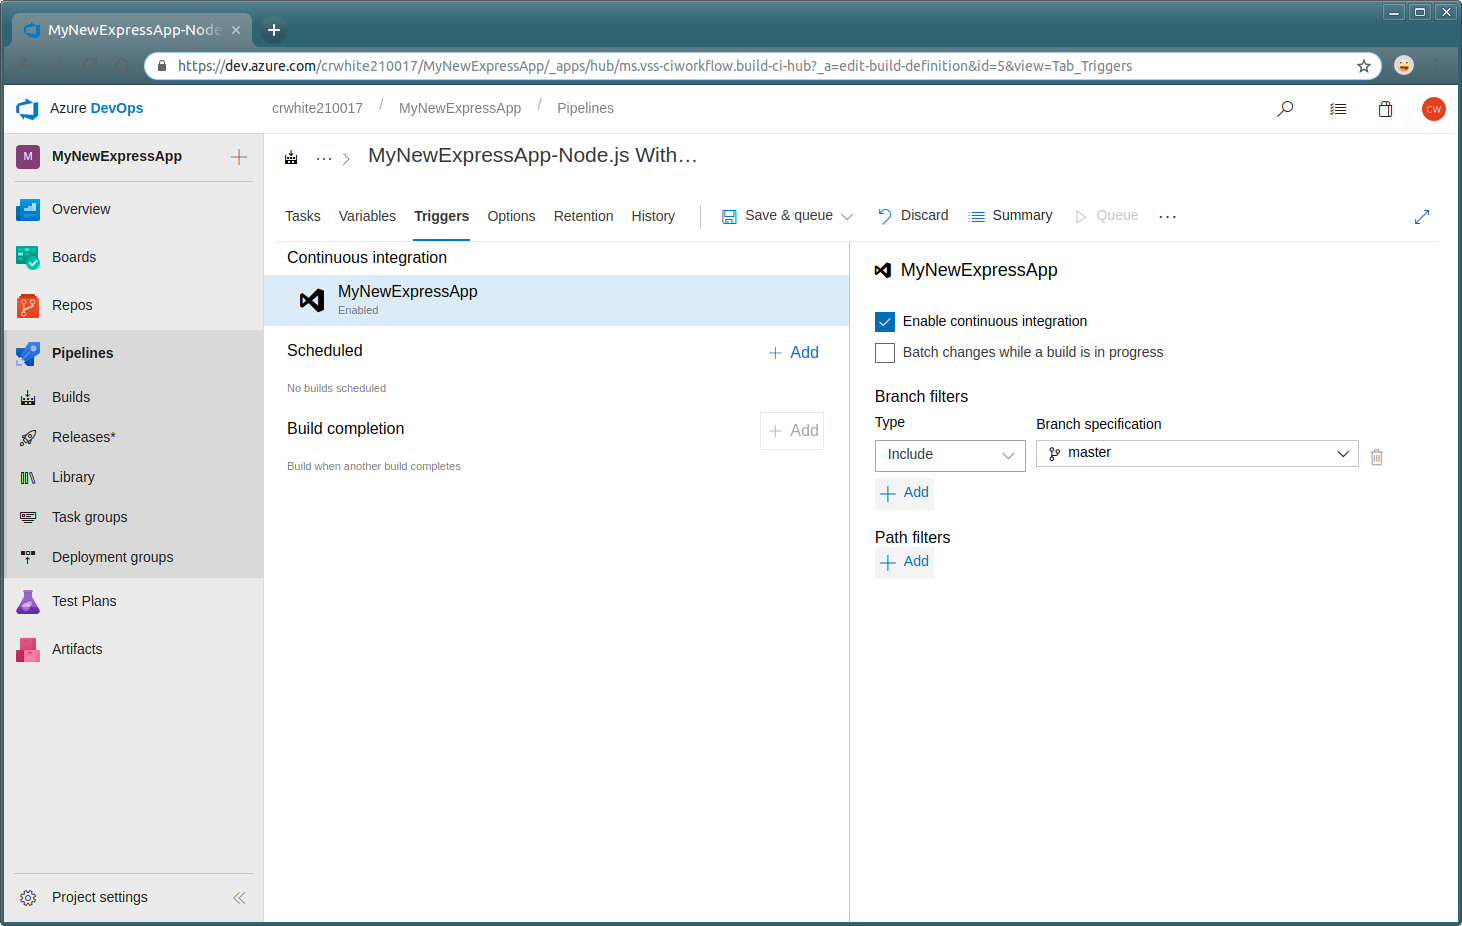 MyNewExpressApp-Node
https://dev.azure.com/crwhite210017/MyNewExpressApp/_apps/hub/ms.vss-ciworkflow.build-ci-hub?_a=edit-build-definition&id=5&view=Tab_Triggers
Azure DevOps
crwhite210017 / MyNewExpressApp / Pipelines
CW
M MyNewExpressApp
Overview
Boards
Repos
Pipelines
Builds
Releases*
Library
Task groups
Deployment groups
Test Plans
Artifacts
Project settings
... > MyNewExpressApp-Node.js With…
Tasks Variables Triggers Options Retention History Save & queue Discard Summary Queue ...
Continuous integration
MyNewExpressApp
Enabled
Scheduled + Add
No builds scheduled
Build completion + Add
Build when another build completes
MyNewExpressApp
Enable continuous integration
Batch changes while a build is in progress
Branch filters
Type Branch specification
Include master
+ Add
Path filters
+ Add